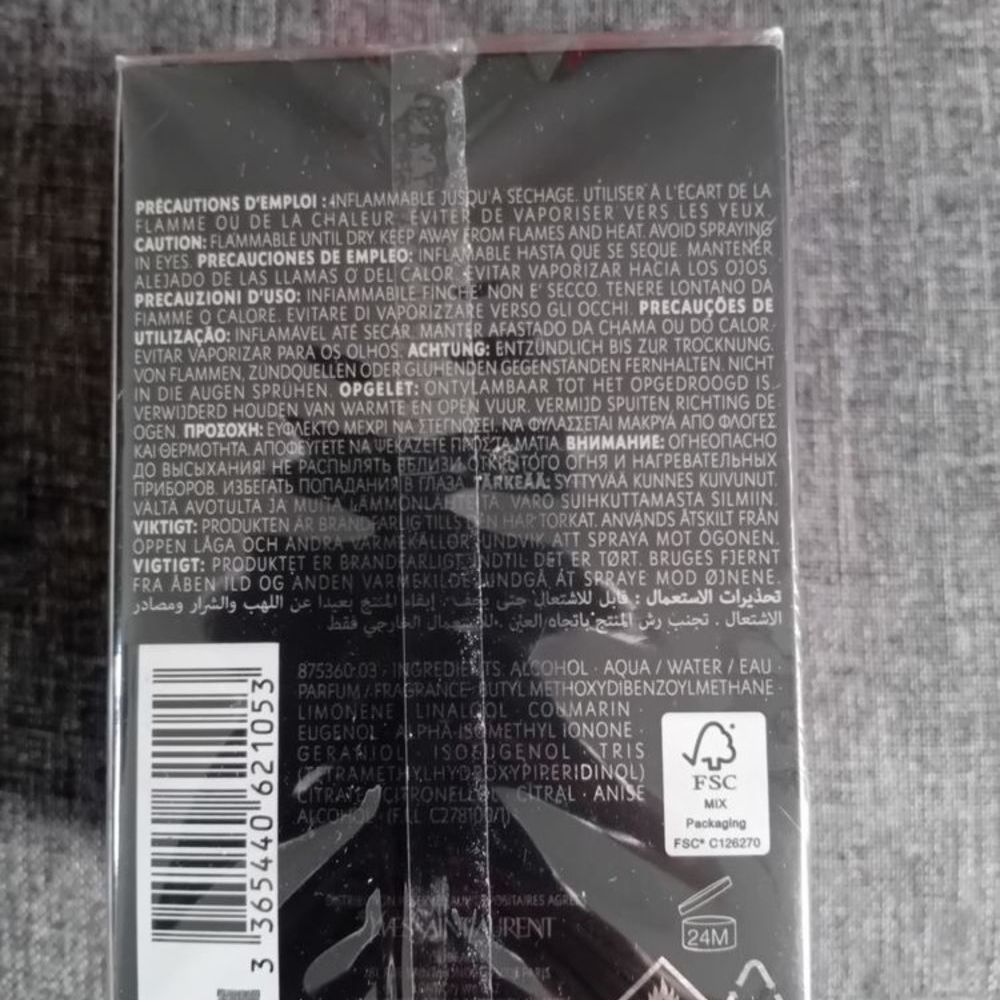 PRÉCAUTIONS D'EMPLOI : INFLAMMABLE JUSQU'À SÉCHAGE. UTILISER À L'ÉCART DE LA
FLAMME OU DE LA CHALEUR. ÉVITER DE VAPORISER VERS LES YEUX.
CAUTION: FLAMMABLE UNTIL DRY. KEEP AWAY FROM FLAMES AND HEAT. AVOID SPRAYING
IN EYES. PRECAUCIONES DE EMPLEO: INFLAMABLE HASTA QUE SE SEQUE. MANTENER
ALEJADO DE LAS LLAMAS O DEL CALOR. EVITAR VAPORIZAR HACIA LOS OJOS.
PRECAUZIONI D'USO: INFIAMMABILE FINCHE' NON E' SECCO. TENERE LONTANO DA
FIAMME O CALORE. EVITARE DI VAPORIZZARE VERSO GLI OCCHI. PRECAUÇÕES DE
UTILIZAÇÃO: INFLAMÁVEL ATÉ SECAR. MANTER AFASTADO DA CHAMA OU DO CALOR.
EVITAR VAPORIZAR PARA OS OLHOS. ACHTUNG: ENTZÜNDLICH BIS ZUR TROCKNUNG.
VON FLAMMEN, ZÜNDQUELLEN ODER GLÜHENDEN GEGENSTÄNDEN FERNHALTEN. NICHT
IN DIE AUGEN SPRÜHEN. OPGELET: ONTVLAMBAAR TOT HET OPGEDROOGD IS.
VERWIJDERD HOUDEN VAN WARMTE EN OPEN VUUR. VERMIJD SPUITEN RICHTING DE
OGEN. ΠΡΟΣΟΧΗ: ΕΥΦΛΕΚΤΟ ΜΕΧΡΙ ΝΑ ΣΤΕΓΝΩΣΕΙ. ΝΑ ΦΥΛΑΣΣΕΤΑΙ ΜΑΚΡΥΑ ΑΠΟ ΦΛΟΓΕΣ
ΚΑΙ ΘΕΡΜΟΤΗΤΑ. ΑΠΟΦΕΥΓΕΤΕ ΝΑ ΨΕΚΑΖΕΤΕ ΠΡΟΣ ΤΑ ΜΑΤΙΑ. ВНИМАНИЕ: ОГНЕОПАСНО
ДО ВЫСЫХАНИЯ! НЕ РАСПЫЛЯТЬ ВБЛИЗИ ОТКРЫТОГО ОГНЯ И НАГРЕВАТЕЛЬНЫХ
ПРИБОРОВ. ИЗБЕГАТЬ ПОПАДАНИЯ В ГЛАЗА. TÄRKEÄÄ: SYTTYVÄÄ KUNNES KUIVUNUT.
VÄLTÄ AVOTULTA JA MUITA LÄMMÖNLÄHTEITÄ. VARO SUIHKUTTAMASTA SILMIIN.
VIKTIGT: PRODUKTEN ÄR BRANDFARLIG TILLS DEN HAR TORKAT. ANVÄNDS ÅTSKILT FRÅN
ÖPPEN LÅGA OCH ANDRA VÄRMEKÄLLOR. UNDVIK ATT SPRAYA MOT ÖGONEN.
VIGTIGT: PRODUKTET ER BRANDFARLIGT INDTIL DET ER TØRT. BRUGES FJERNT
FRA ÅBEN ILD OG ANDEN VARMEKILDE. UNDGÅ AT SPRAYE MOD ØJNENE.
تحذيرات الاستعمال : قابل للاشتعال حتى يجف. إبقاء المنتج بعيدا عن اللهب والشرار ومصادر
الاشتعال . تجنب رش المنتج باتجاه العين . للاستعمال الخارجي فقط
875360-03 · INGREDIENTS: ALCOHOL · AQUA / WATER / EAU ·
PARFUM / FRAGRANCE · BUTYL METHOXYDIBENZOYLMETHANE ·
LIMONENE · LINALOOL · COUMARIN ·
EUGENOL · ALPHA-ISOMETHYL IONONE ·
GERANIOL · ISOEUGENOL · TRIS
(TETRAMETHYLHYDROXYPIPERIDINOL)
CITRATE · CITRONELLOL · CITRAL · ANISE
ALCOHOL · (F.I.L. C278100/1)
3 365440 621053
FSC
MIX
Packaging
FSC® C126270
24M
YVES SAINT LAURENT